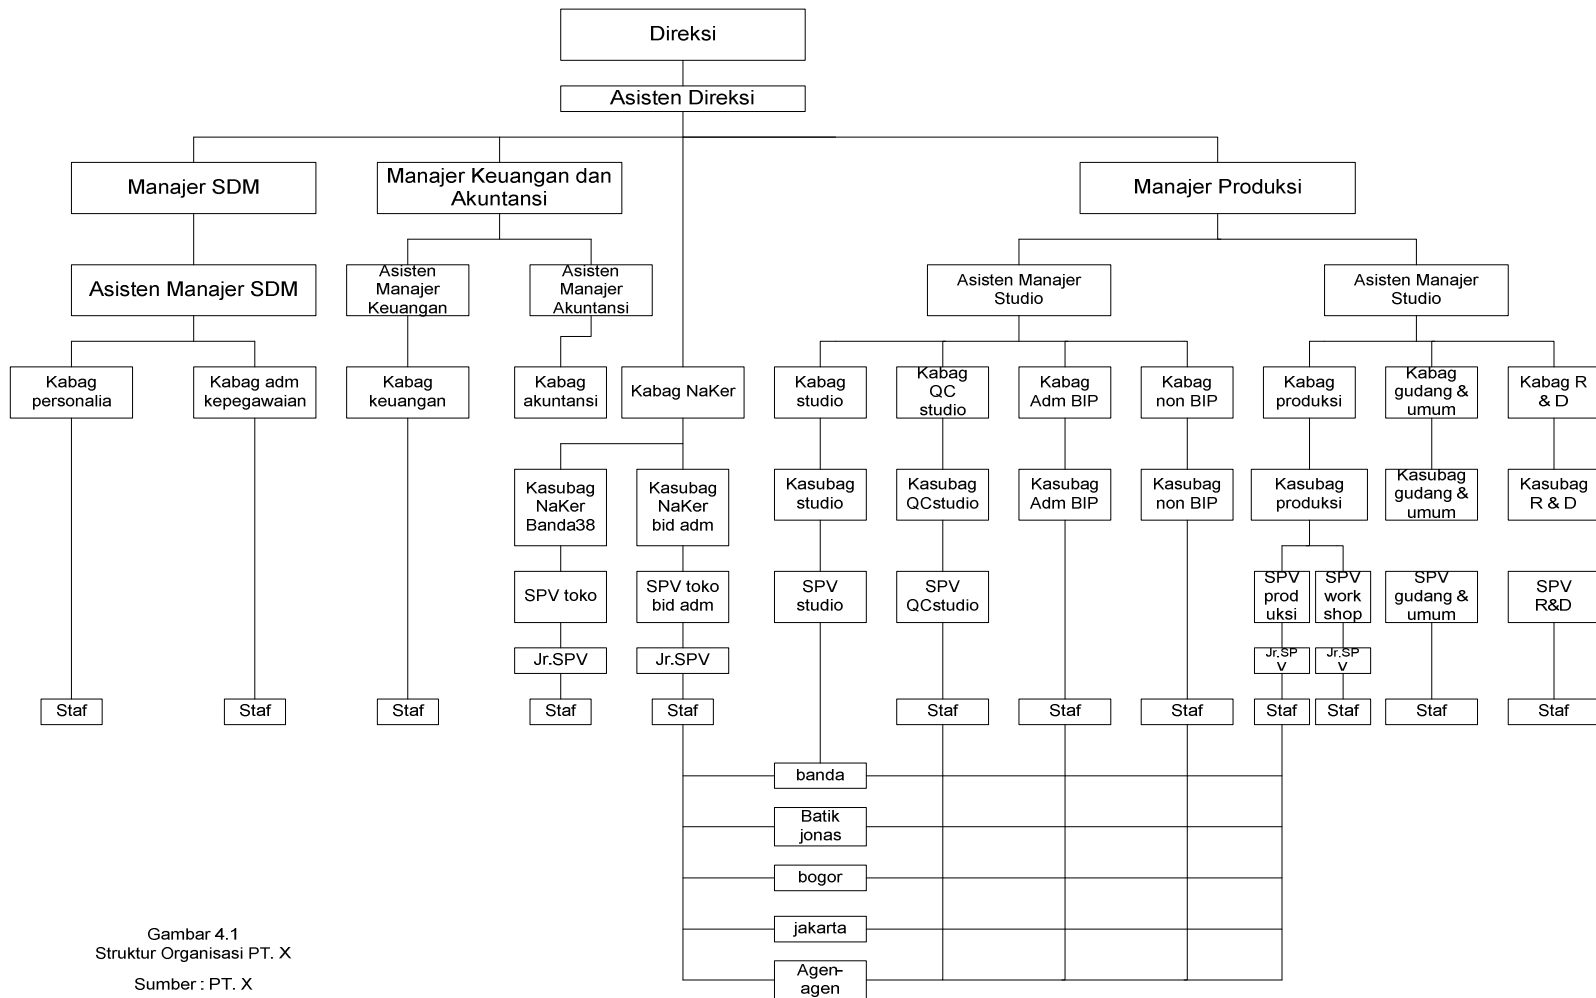 Direksi
Asisten Direksi
Manajer SDM
Manajer Keuangan dan
Akuntansi
Manajer Produksi
Asisten Manajer SDM
Asisten
Manajer
Keuangan
Asisten
Manajer
Akuntansi
Asisten Manajer
Studio
Asisten Manajer
Studio
Kabag
personalia
Kabag adm
kepegawaian
Kabag
keuangan
Kabag
akuntansi
Kabag NaKer
Kabag
studio
Kabag
QC
studio
Kabag
Adm BIP
Kabag
non BIP
Kabag
produksi
Kabag
gudang &
umum
Kabag R
& D
Kasubag
NaKer
Banda38
Kasubag
NaKer
bid adm
Kasubag
studio
Kasubag
QCstudio
Kasubag
Adm BIP
Kasubag
non BIP
Kasubag
produksi
Kasubag
gudang &
umum
Kasubag
R & D
SPV toko
SPV toko
bid adm
SPV
studio
SPV
QCstudio
SPV
prod
uksi
SPV
work
shop
SPV
gudang &
umum
SPV
R&D
Jr.SPV
Jr.SPV
Jr.SP
V
Jr.SP
V
Staf
Staf
Staf
Staf
Staf
Staf
Staf
Staf
Staf
Staf
Staf
Staf
banda
Batik
jonas
bogor
jakarta
Agen-
agen
Gambar 4.1
Struktur Organisasi PT. X
Sumber : PT. X